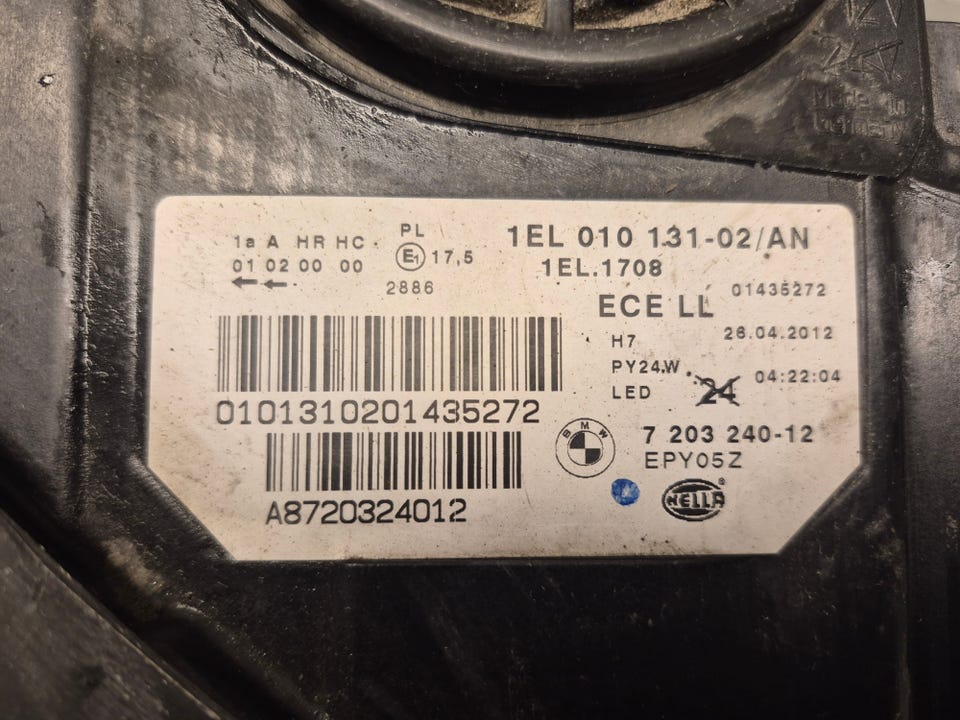 Made in
Germany
1a A HR HC
PL
01 02 00 00
E1 17,5
2886
1EL 010 131-02/AN
1EL.1708
ECE LL
01435272
H7
26.04.2012
PY24W
LED
24
04:22:04
0101310201435272
BMW
7 203 240-12
EPY05Z
HELLA ®
A8720324012